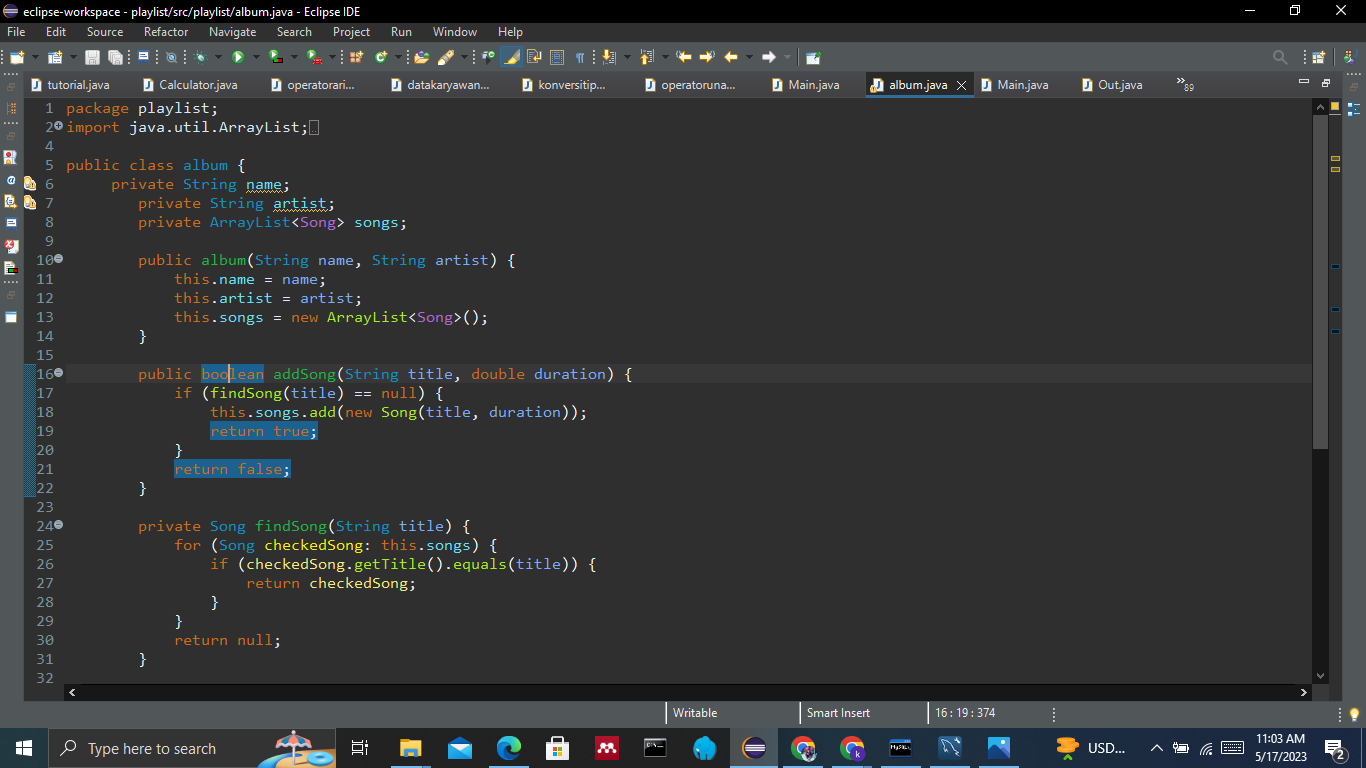 eclipse-workspace - playlist/src/playlist/album.java - Eclipse IDE
File Edit Source Refactor Navigate Search Project Run Window Help
tutorial.java Calculator.java operatorari... datakaryawan... konversitip... operatoruna... Main.java album.java Main.java Out.java »89
1 package playlist;
2 import java.util.ArrayList;
4
5 public class album {
6 private String name;
7 private String artist;
8 private ArrayList<Song> songs;
9
10 public album(String name, String artist) {
11 this.name = name;
12 this.artist = artist;
13 this.songs = new ArrayList<Song>();
14 }
15
16 public boolean addSong(String title, double duration) {
17 if (findSong(title) == null) {
18 this.songs.add(new Song(title, duration));
19 return true;
20 }
21 return false;
22 }
23
24 private Song findSong(String title) {
25 for (Song checkedSong: this.songs) {
26 if (checkedSong.getTitle().equals(title)) {
27 return checkedSong;
28 }
29 }
30 return null;
31 }
32
Writable Smart Insert 16 : 19 : 374
Type here to search USD... 11:03 AM
5/17/2023 2